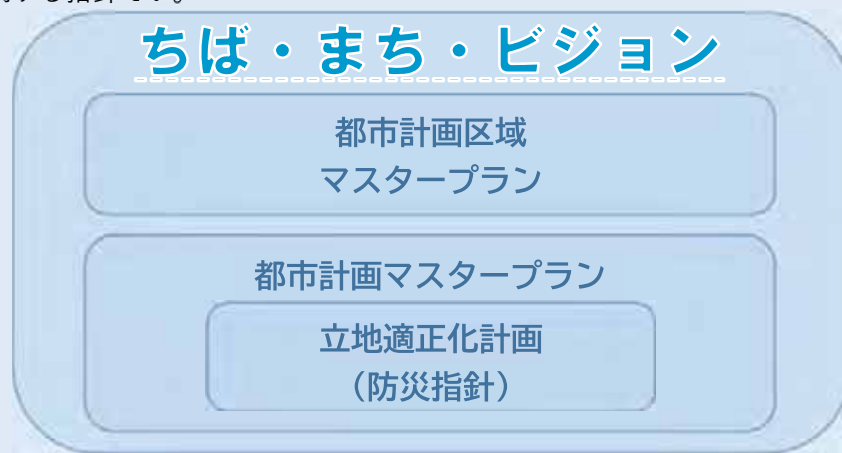 ちば・まち・ビジョン
都市計画区域
マスタープラン
都市計画マスタープラン
立地適正化計画
（防災指針）